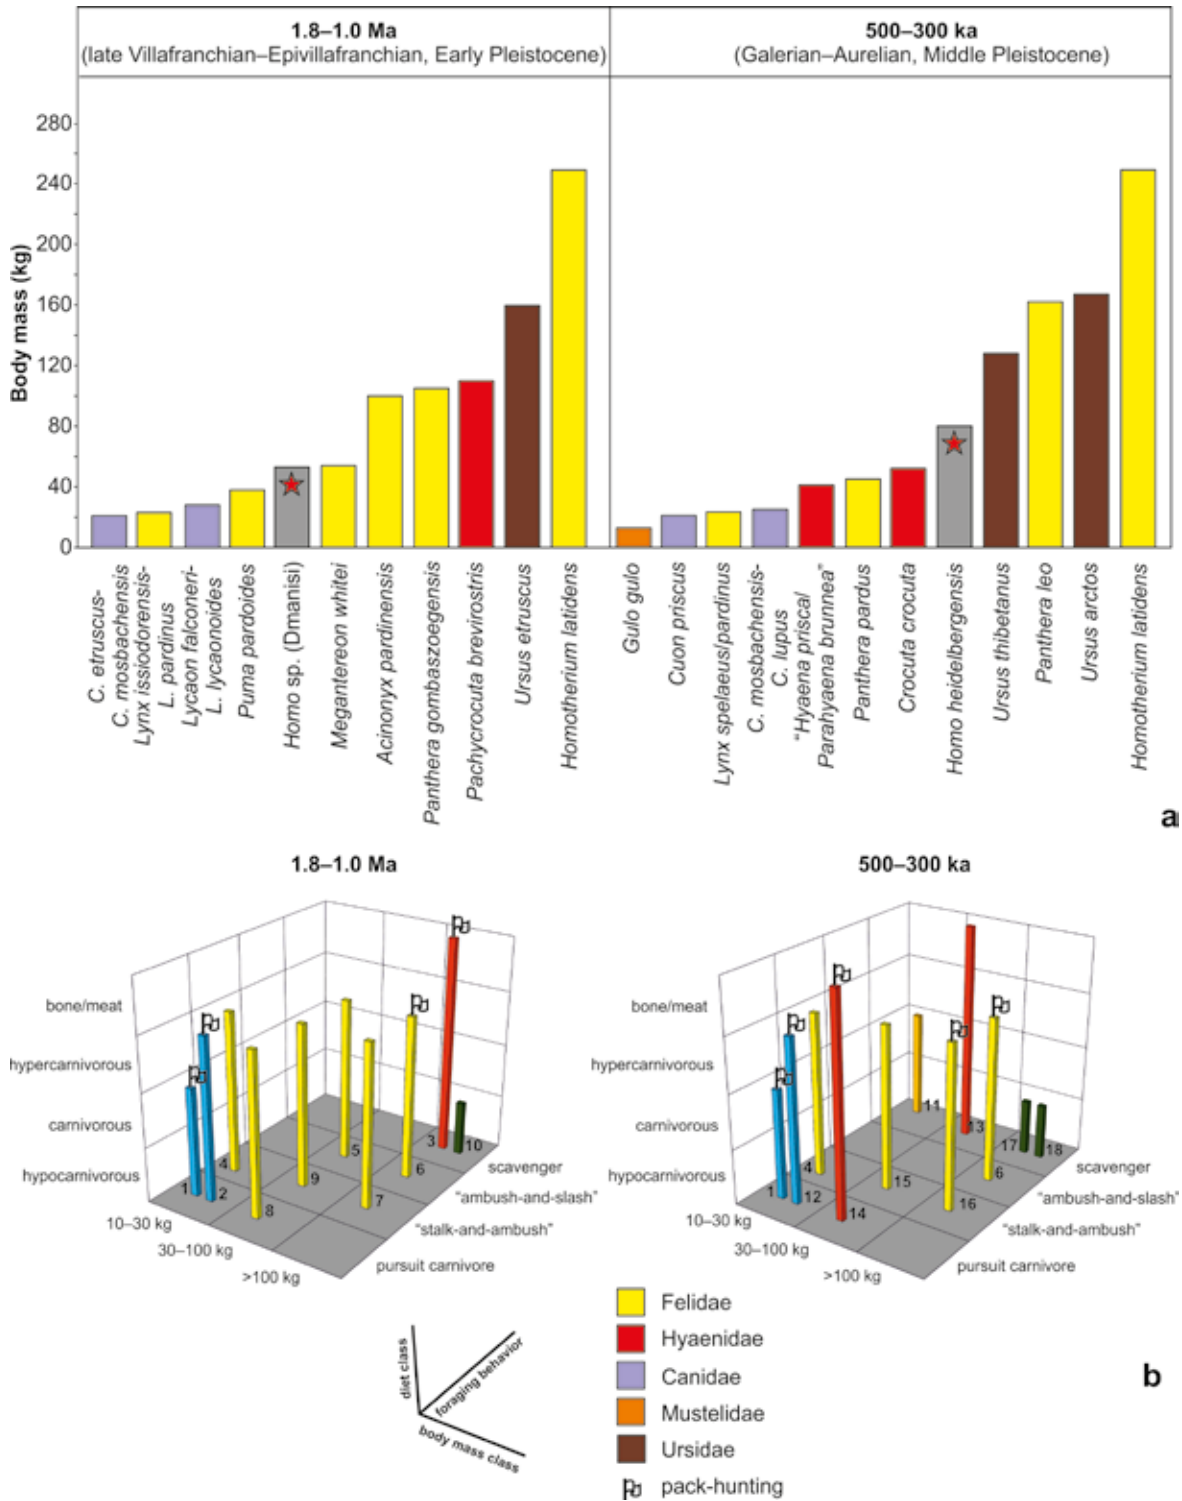 1.8–1.0 Ma
(late Villafranchian–Epivillafranchian, Early Pleistocene)
500–300 ka
(Galerian–Aurelian, Middle Pleistocene)
Body mass (kg)
280
240
200
160
120
80
40
0
C. etruscus-
C. mosbachensis
Lynx issiodorensis-
L. pardinus
Lycaon falconeri-
L. lycaonoides
Puma pardoides
Homo sp. (Dmanisi)
Megantereon whitei
Acinonyx pardinensis
Panthera gombaszoegensis
Pachycrocuta brevirostris
Ursus etruscus
Homotherium latidens
Gulo gulo
Cuon priscus
Lynx spelaeus/pardinus
C. mosbachensis-
C. lupus
"Hyaena priscal
Parahyaena brunnea"
Panthera pardus
Crocuta crocuta
Homo heidelbergensis
Ursus thibetanus
Panthera leo
Ursus arctos
Homotherium latidens
a
1.8–1.0 Ma
bone/meat
hypercarnivorous
carnivorous
hypocarnivorous
10–30 kg
30–100 kg
>100 kg
scavenger
"ambush-and-slash"
"stalk-and-ambush"
pursuit carnivore
1
2
4
8
9
5
7
6
3
10
500–300 ka
bone/meat
hypercarnivorous
carnivorous
hypocarnivorous
10–30 kg
30–100 kg
>100 kg
scavenger
"ambush-and-slash"
"stalk-and-ambush"
pursuit carnivore
1
12
4
14
15
11
16
13
6
17
18
diet class
foraging behavior
body mass class
Felidae
Hyaenidae
Canidae
Mustelidae
Ursidae
pack-hunting
b